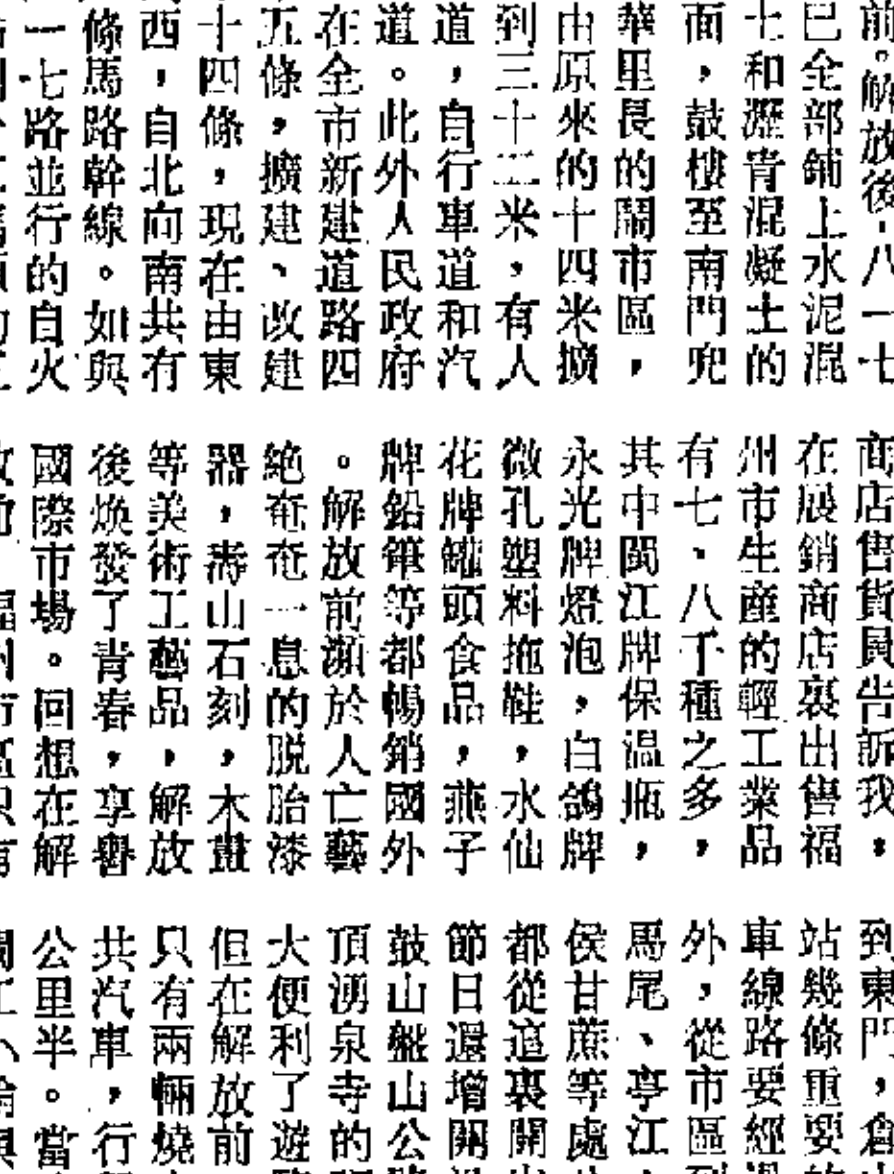 前。解放後，八一七
已全部鋪上水泥混
土和瀝青混凝土的
面，鼓樓至南門兜
華里長的鬧市區，
由原來的十四米擴
到三十二米，有人
道，自行車道和汽
道。此外人民政府
在全市新建道路四
五條，擴建、改建
十四條，現在由東
西，自北向南共有
條馬路幹線。如與
一七路並行的自火
商店售貨員告訴我，
在展銷商店裏出售福
州市生產的輕工業品
有七、八千種之多，
其中閩江牌保溫瓶，
永光牌燈泡，白鴿牌
微孔塑料拖鞋，水仙
花牌罐頭食品，燕子
牌鉛筆等都暢銷國外
。解放前瀕於人亡藝
絕奄奄一息的脱胎漆
器，壽山石刻，木畫
等美術工藝品，解放
後煥發了青春，享譽
國際市場。回想在解
到東門，倉
站幾條重要
車線路要經
外，從市區
馬尾、亭江
侯甘蔗等處
都從這裏開
節日還增開
鼓山盤山公
頂湧泉寺的
大便利了遊
但在解放前
只有兩輛燒
共汽車，行
公里半。當